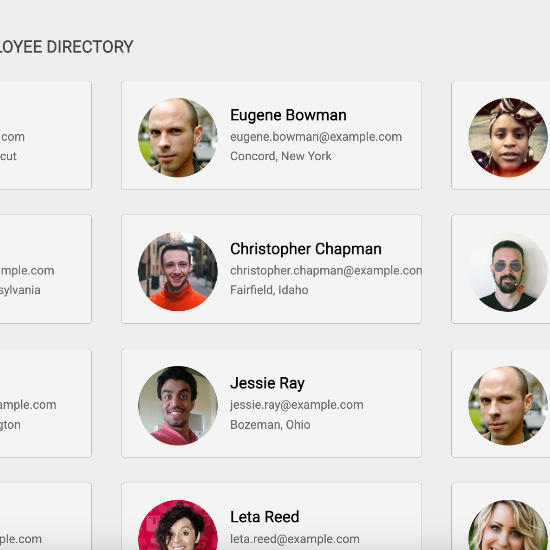 LOYEE DIRECTORY
Eugene Bowman
.com
eugene.bowman@example.com
cut
Concord, New York
Christopher Chapman
mple.com
christopher.chapman@example.con
sylvania
Fairfield, Idaho
Jessie Ray
ample.com
jessie.ray@example.com
gton
Bozeman, Ohio
Leta Reed
ple.com
leta.reed@example.com